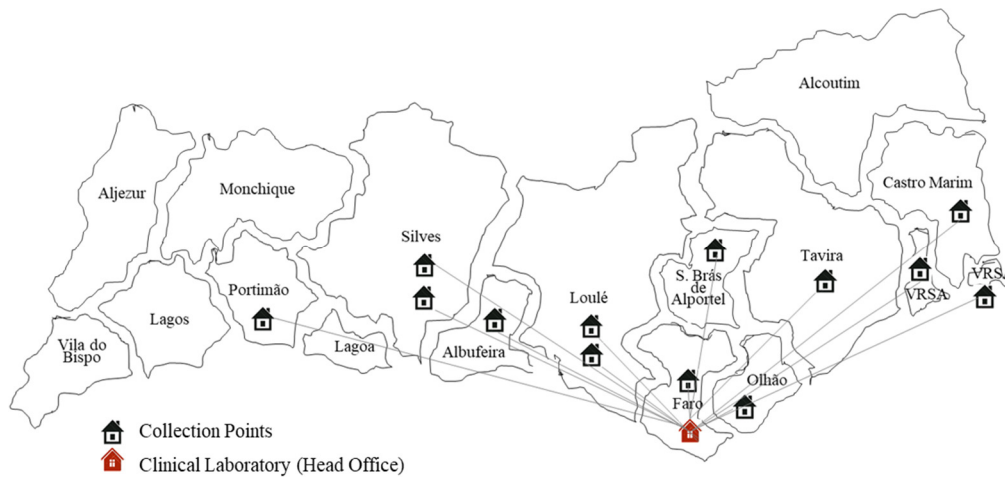 Alcoutim
Aljezur
Monchique
Castro Marim
Silves
Tavira
S. Brás
de
Alportel
VRS
Portimão
Loulé
VRSA
Lagos
Vila do
Bispo
Lagoa
Albufeira
Olhão
Faro
Collection Points
Clinical Laboratory (Head Office)